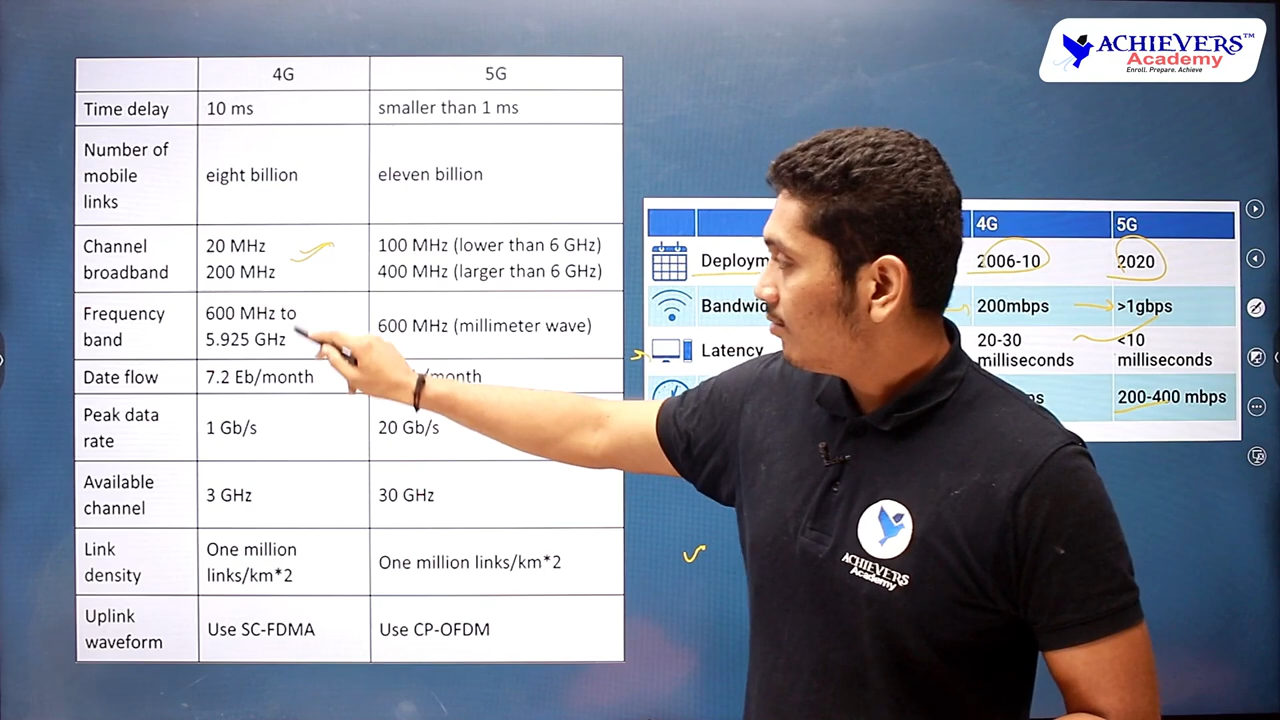 ACHIEVERS™
Academy
Enroll. Prepare. Achieve
4G 5G
Time delay 10 ms smaller than 1 ms
Number of
mobile
links
eight billion eleven billion
Channel
broadband
20 MHz
200 MHz
100 MHz (lower than 6 GHz)
400 MHz (larger than 6 GHz)
Frequency
band
600 MHz to
5.925 GHz
600 MHz (millimeter wave)
Date flow 7.2 Eb/month
Peak data
rate
1 Gb/s 20 Gb/s
Available
channel
3 GHz 30 GHz
Link
density
One million
links/km*2
One million links/km*2
Uplink
waveform
Use SC-FDMA Use CP-OFDM
4G 5G
2006-10 2020
200mbps >1gbps
Latency
20-30
milliseconds
<10
milliseconds
200-400 mbps
ACHIEVERS
Academy